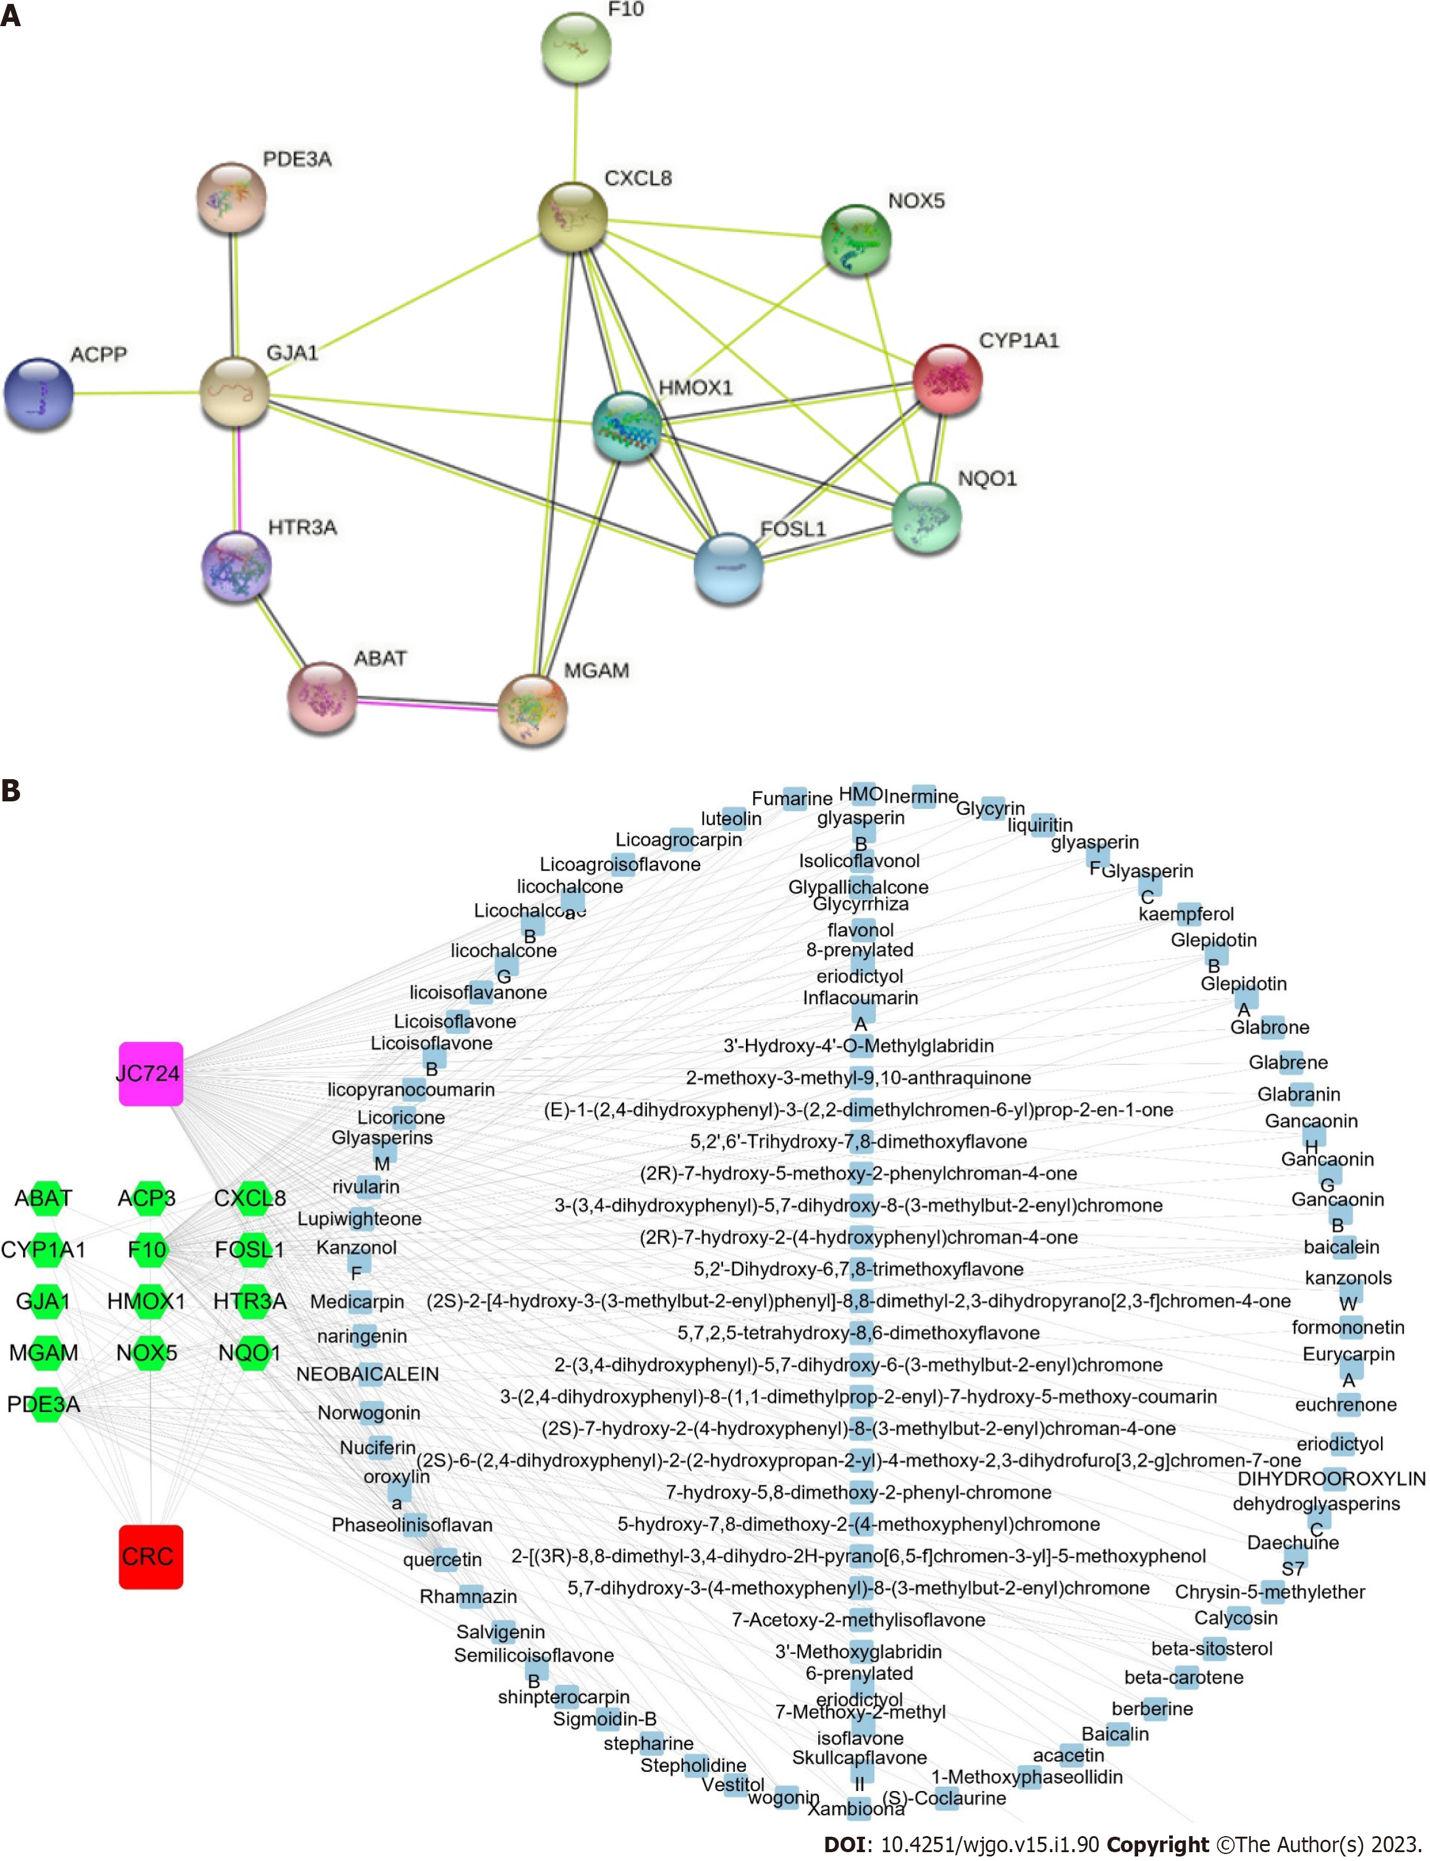 A
F10
PDE3A
CXCL8
NOX5
ACPP
GJA1
CYP1A1
HMOX1
NQO1
HTR3A
FOSL1
ABAT
MGAM
B
JC724
ABAT
ACP3
CXCL8
CYP1A1
F10
FOSL1
GJA1
HMOX1
HTR3A
MGAM
NOX5
NQO1
PDE3A
CRC
Fumarine
luteolin
Licoagrocarpin
Licoagroisoflavone
licochalcone
a
Licochalcone
B
licochalcone
G
licoisoflavanone
Licoisoflavone
Licoisoflavone
B
licopyranocoumarin
Licoricone
Glyasperins
M
rivularin
Lupiwighteone
Kanzonol
F
Medicarpin
naringenin
NEOBAICALEIN
Norwogonin
Nuciferin
oroxylin
a
Phaseolinisoflavan
quercetin
Rhamnazin
Salvigenin
Semilicoisoflavone
B
shinpterocarpin
Sigmoidin-B
stepharine
Stepholidine
Vestitol
wogonin
Xambioona
HMO
glyasperin
B
Isolicoflavonol
Glypallichalcone
Glycyrrhiza
flavonol
8-prenylated
eriodictyol
Inflacoumarin
A
3'-Hydroxy-4'-O-Methylglabridin
2-methoxy-3-methyl-9,10-anthraquinone
(E)-1-(2,4-dihydroxyphenyl)-3-(2,2-dimethylchromen-6-yl)prop-2-en-1-one
5,2',6'-Trihydroxy-7,8-dimethoxyflavone
(2R)-7-hydroxy-5-methoxy-2-phenylchroman-4-one
3-(3,4-dihydroxyphenyl)-5,7-dihydroxy-8-(3-methylbut-2-enyl)chromone
(2R)-7-hydroxy-2-(4-hydroxyphenyl)chroman-4-one
5,2'-Dihydroxy-6,7,8-trimethoxyflavone
(2S)-2-[4-hydroxy-3-(3-methylbut-2-enyl)phenyl]-8,8-dimethyl-2,3-dihydropyrano[2,3-f]chromen-4-one
5,7,2,5-tetrahydroxy-8,6-dimethoxyflavone
2-(3,4-dihydroxyphenyl)-5,7-dihydroxy-6-(3-methylbut-2-enyl)chromone
3-(2,4-dihydroxyphenyl)-8-(1,1-dimethylprop-2-enyl)-7-hydroxy-5-methoxy-coumarin
(2S)-7-hydroxy-2-(4-hydroxyphenyl)-8-(3-methylbut-2-enyl)chroman-4-one
(2S)-6-(2,4-dihydroxyphenyl)-2-(2-hydroxypropan-2-yl)-4-methoxy-2,3-dihydrofuro[3,2-g]chromen-7-one
7-hydroxy-5,8-dimethoxy-2-phenyl-chromone
5-hydroxy-7,8-dimethoxy-2-(4-methoxyphenyl)chromone
2-[(3R)-8,8-dimethyl-3,4-dihydro-2H-pyrano[6,5-f]chromen-3-yl]-5-methoxyphenol
5,7-dihydroxy-3-(4-methoxyphenyl)-8-(3-methylbut-2-enyl)chromone
7-Acetoxy-2-methylisoflavone
3'-Methoxyglabridin
6-prenylated
eriodictyol
7-Methoxy-2-methyl
isoflavone
Skullcapflavone
II
Inermine
Glycyrin
liquiritin
glyasperin
F
Glyasperin
C
kaempferol
Glepidotin
B
Glepidotin
A
Glabrone
Glabrene
Glabranin
Gancaonin
H
Gancaonin
G
Gancaonin
B
baicalein
kanzonols
W
formononetin
Eurycarpin
A
euchrenone
eriodictyol
DIHYDROOROXYLIN
dehydroglyasperins
C
Daechuine
S7
Chrysin-5-methylether
Calycosin
beta-sitosterol
beta-carotene
berberine
Baicalin
acacetin
1-Methoxyphaseollidin
(S)-Coclaurine
DOI: 10.4251/wjgo.v15.i1.90 Copyright ©The Author(s) 2023.